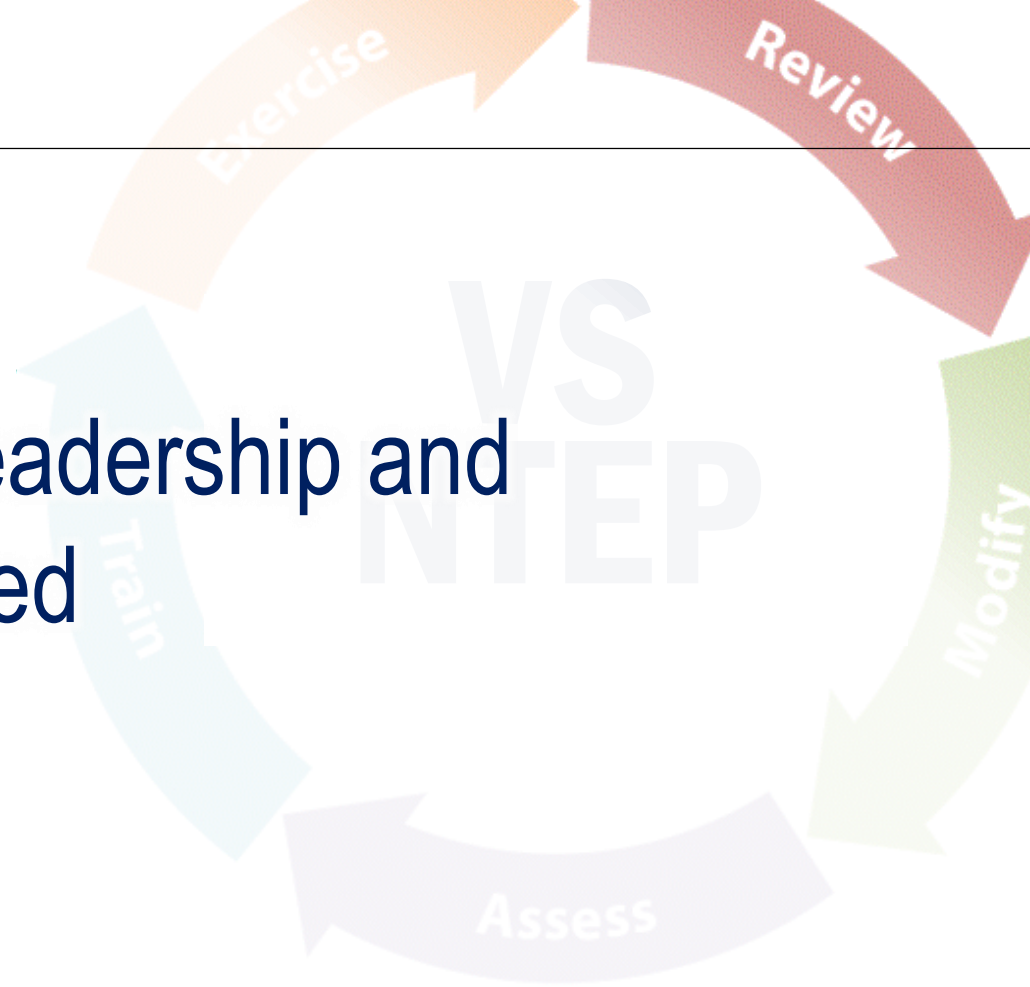 Exercise
Review
VS
eadership and
NTEP
ed
Train
Modify
Assess